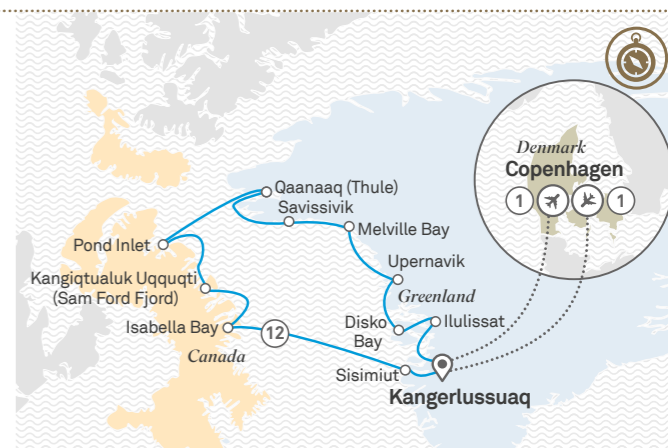 Denmark
Copenhagen
1
1
Qaanaaq (Thule)
Savissivik
Melville Bay
Pond Inlet
Upernavik
Kangiqtualuk Uqquqti
(Sam Ford Fjord)
Greenland
Isabella Bay
12
Disko
Bay
Ilulissat
Canada
Sisimiut
Kangerlussuaq